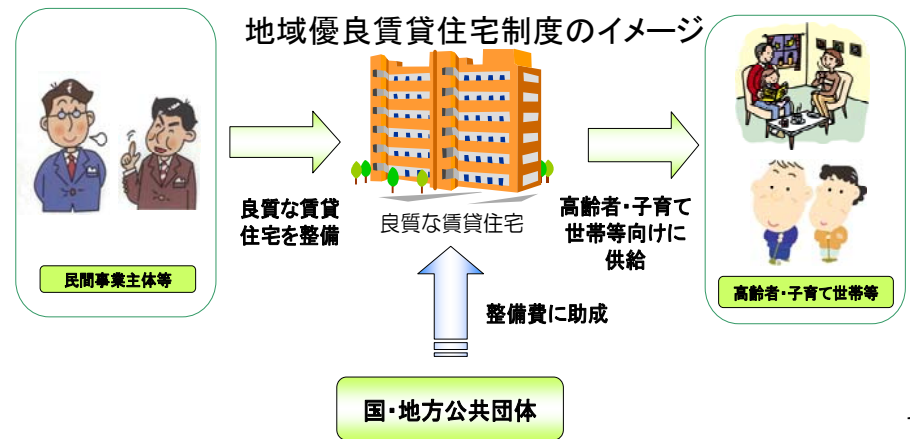 地域優良賃貸住宅制度のイメージ
良質な賃貸
住宅を整備
良質な賃貸住宅
高齢者・子育て
世帯等向けに
供給
民間事業主体等
高齢者・子育て世帯等
整備費に助成
国・地方公共団体